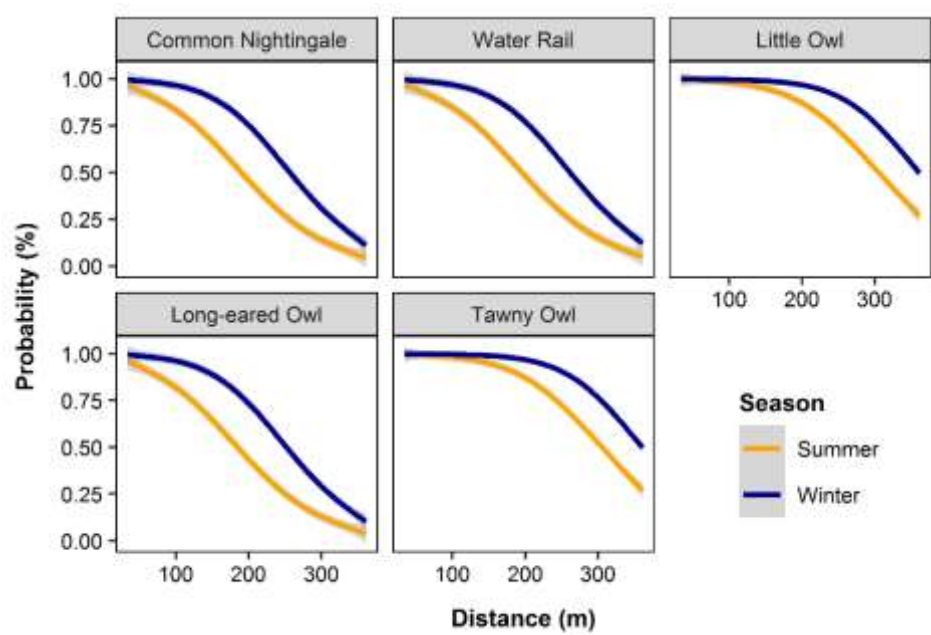 Common Nightingale
Water Rail
Little Owl
1.00
0.75
0.50
0.25
0.00
100 200 300
Long-eared Owl
Tawny Owl
1.00
0.75
0.50
0.25
0.00
100 200 300
100 200 300
Probability (%)
Distance (m)
Season
Summer
Winter